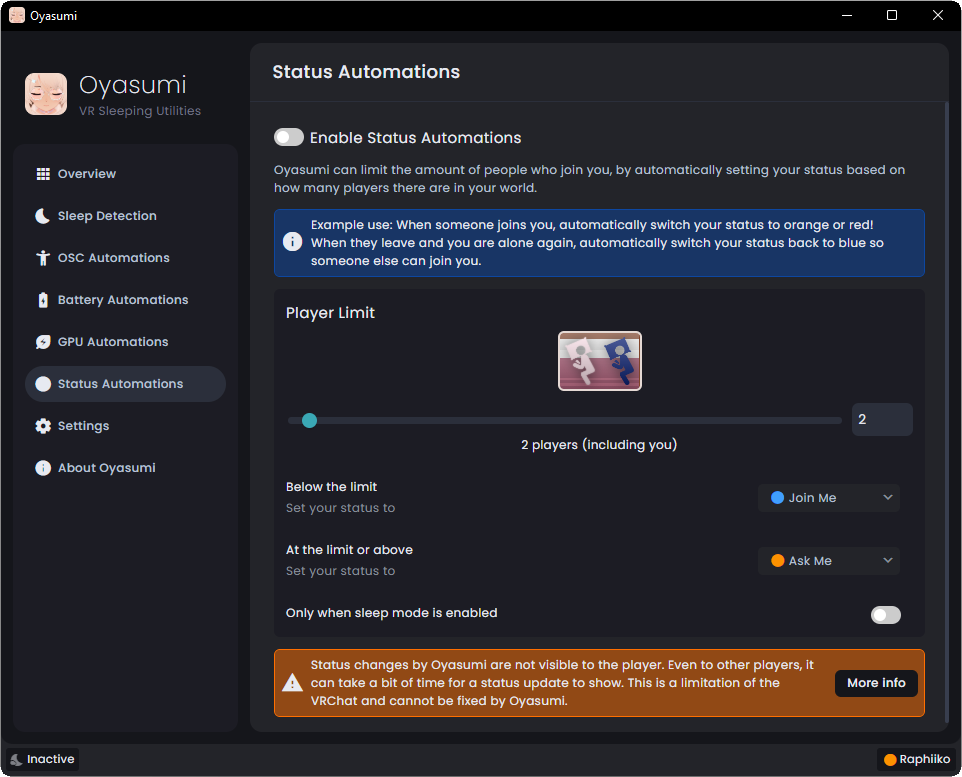 Oyasumi
Oyasumi
VR Sleeping Utilities
Overview
Sleep Detection
OSC Automations
Battery Automations
GPU Automations
Status Automations
Settings
About Oyasumi
Status Automations
Enable Status Automations
Oyasumi can limit the amount of people who join you, by automatically setting your status based on
how many players there are in your world.
Example use: When someone joins you, automatically switch your status to orange or red!
When they leave and you are alone again, automatically switch your status back to blue so
someone else can join you.
Player Limit
2
2 players (including you)
Below the limit
Set your status to
Join Me
At the limit or above
Set your status to
Ask Me
Only when sleep mode is enabled
Status changes by Oyasumi are not visible to the player. Even to other players, it
can take a bit of time for a status update to show. This is a limitation of the
VRChat and cannot be fixed by Oyasumi.
More info
Inactive
Raphiiko